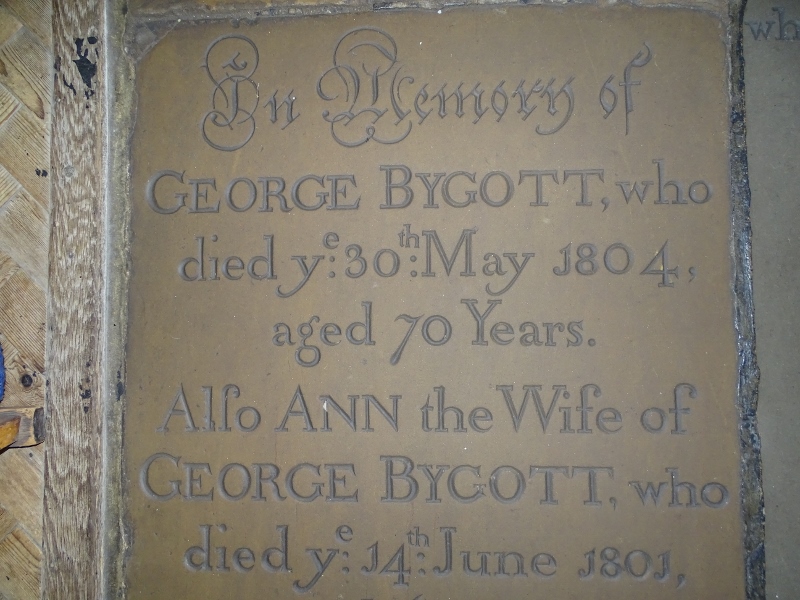 In Memory of
GEORGE BYGOTT, who
died yᵉ: 30ᵗʰ: May 1804,
aged 70 Years.
Alſo ANN the Wife of
GEORGE BYGOTT, who
died yᵉ: 14ᵗʰ: June 1801,
wh